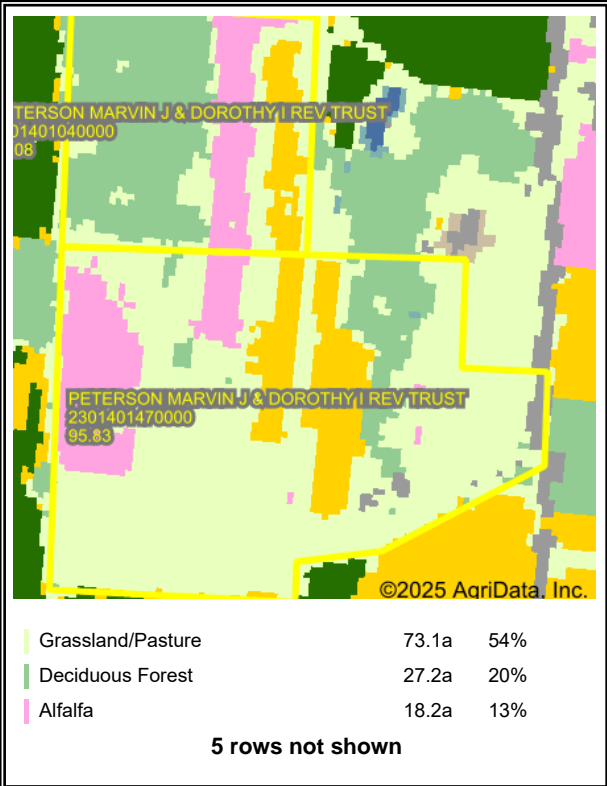 TERSON MARVIN J & DOROTHY I REV TRUST
01401040000
08
PETERSON MARVIN J & DOROTHY I REV TRUST
2301401470000
95.83
©2025 AgriData, Inc.
Grassland/Pasture 73.1a 54%
Deciduous Forest 27.2a 20%
Alfalfa 18.2a 13%
5 rows not shown